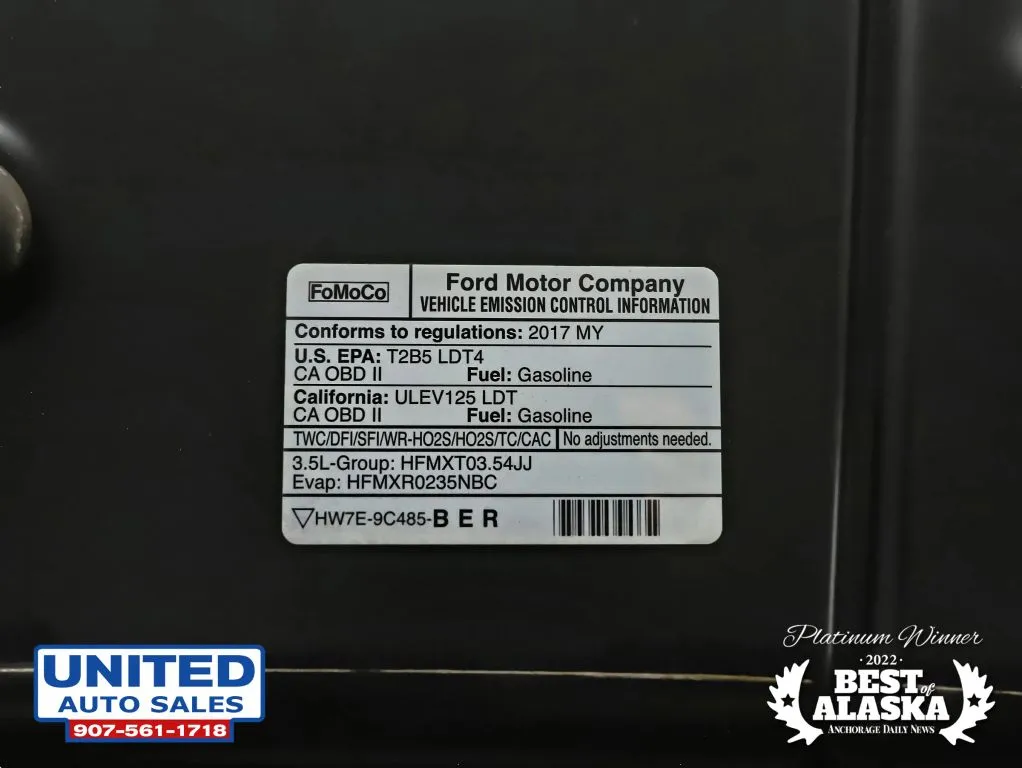 FoMoCo
Ford Motor Company
VEHICLE EMISSION CONTROL INFORMATION
Conforms to regulations: 2017 MY
U.S. EPA: T2B5 LDT4
CA OBD II Fuel: Gasoline
California: ULEV125 LDT
CA OBD II Fuel: Gasoline
TWC/DFI/SFI/WR-HO2S/HO2S/TC/CAC No adjustments needed.
3.5L-Group: HFMXT03.54JJ
Evap: HFMXR0235NBC
HW7E-9C485-BER
UNITED
AUTO SALES
907-561-1718
Platinum Winner
·2022·
BEST of
ALASKA
ANCHORAGE DAILY NEWS